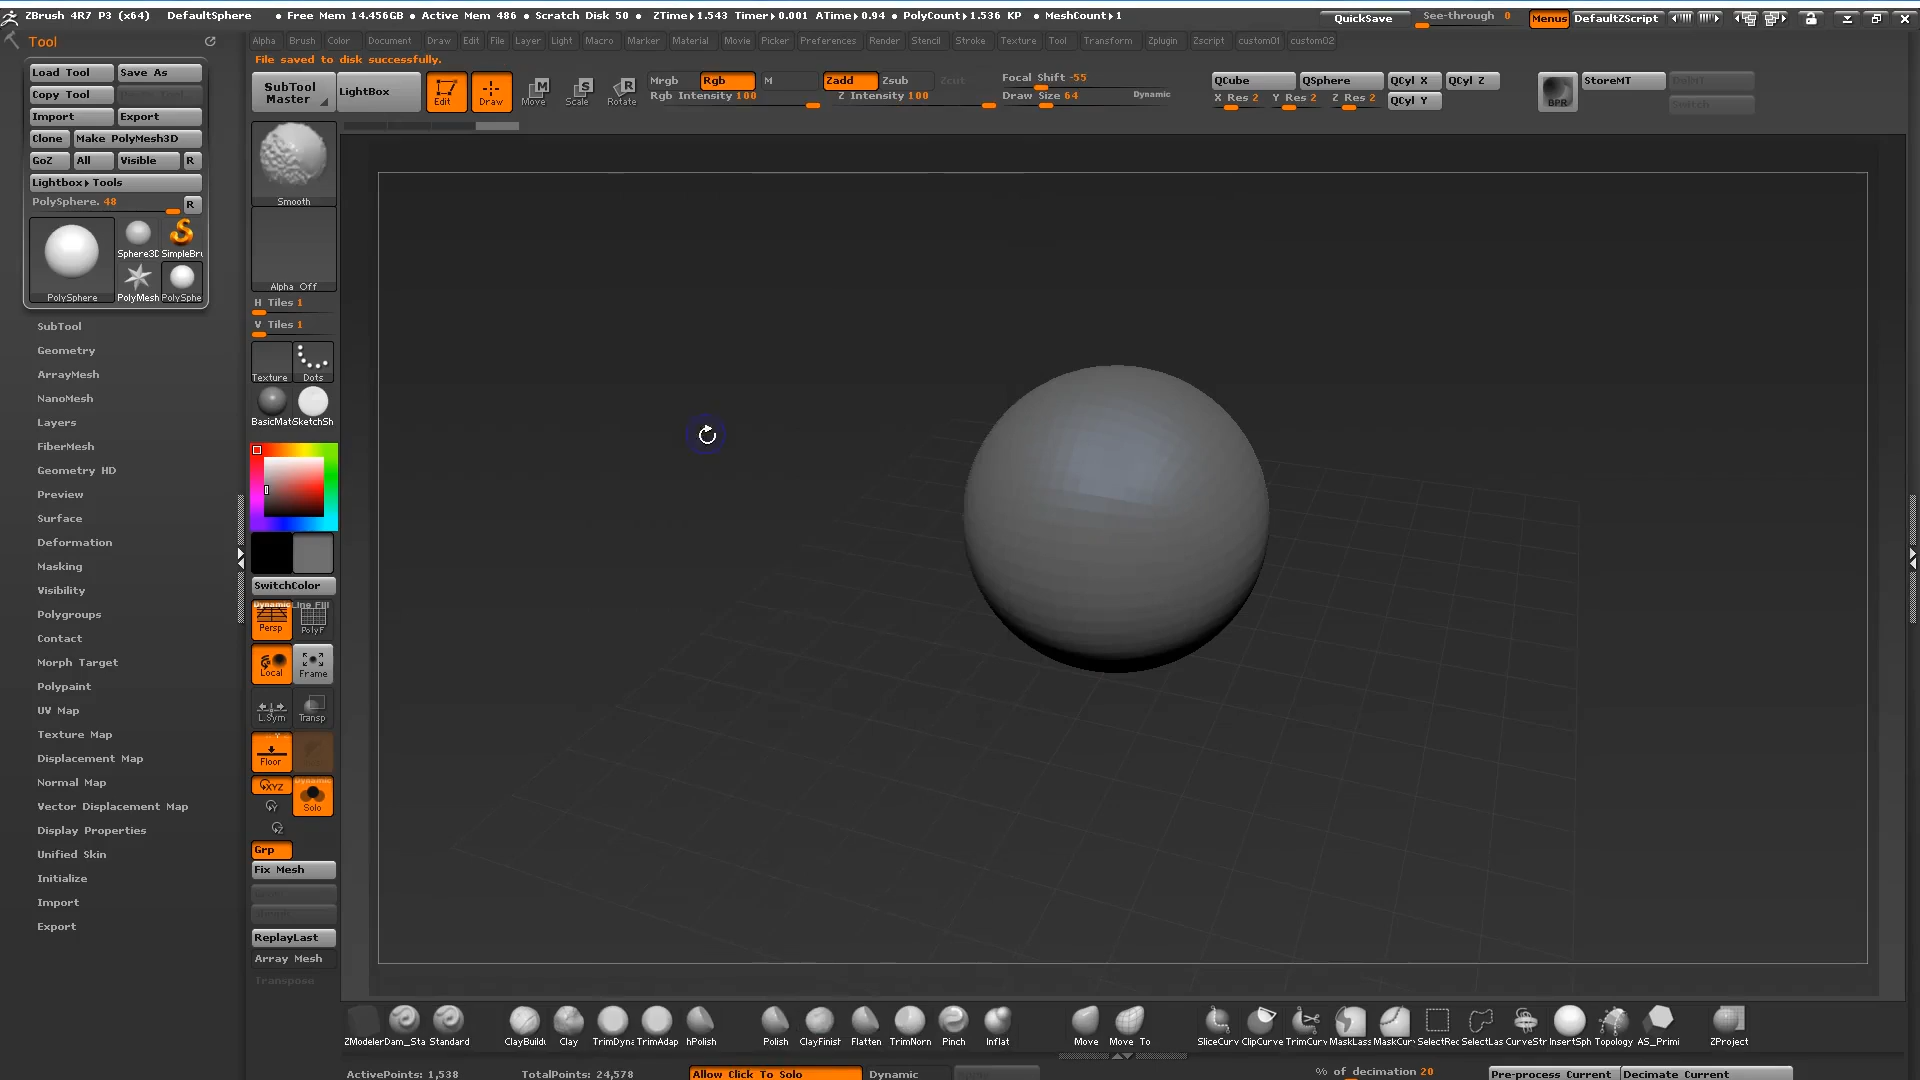 ZBrush 4R7 P3 (x64) DefaultSphere • Free Mem 14.456GB • Active Mem 486 • Scratch Disk 50 • ZTime▸1.543 Timer▸0.001 ATime▸0.94 • PolyCount▸1.536 KP • MeshCount▸1 QuickSave See-through 0 Menus DefaultZScript
Tool
Alpha Brush Color Document Draw Edit File Layer Light Macro Marker Material Movie Picker Preferences Render Stencil Stroke Texture Tool Transform Zplugin Zscript custom01 custom02
File saved to disk successfully.
Load Tool Save As
Copy Tool
Import Export
Clone Make PolyMesh3D
GoZ All Visible R
Lightbox▸Tools
PolySphere. 48 R
Sphere3D SimpleBru
PolySphere PolyMesh PolySphe
SubTool
Geometry
ArrayMesh
NanoMesh
Layers
FiberMesh
Geometry HD
Preview
Surface
Deformation
Masking
Visibility
Polygroups
Contact
Morph Target
Polypaint
UV Map
Texture Map
Displacement Map
Normal Map
Vector Displacement Map
Display Properties
Unified Skin
Initialize
Import
Export
SubTool Master LightBox Edit Draw Move Scale Rotate
Mrgb Rgb M Zadd Zsub Zcut
Rgb Intensity 100 Z Intensity 100
Focal Shift -55
Draw Size 64 Dynamic
QCube QSphere QCyl X QCyl Z
X Res 2 Y Res 2 Z Res 2 QCyl Y
BPR StoreMT DelMT
Switch
Smooth
Alpha Off
H Tiles 1
V Tiles 1
Texture Dots
BasicMat SketchSh
SwitchColor
Dynamic Line Fill
Persp PolyF
Local Frame
L.Sym Transp
Floor
XYZ Dynamic
Y Solo
Z
Grp
Fix Mesh
ReplayLast
Array Mesh
Transpose
ZModeler Dam_Sta Standard ClayBuildu Clay TrimDyna TrimAdap hPolish Polish ClayFinish Flatten TrimNorn Pinch Inflat Move Move To SliceCurv ClipCurve TrimCurv MaskLass MaskCurv SelectRec SelectLas CurveStr InsertSph Topology AS_Primi ZProject
ActivePoints: 1,538 TotalPoints: 24,578 Allow Click To Solo Dynamic % of decimation 20 Pre-process Current Decimate Current